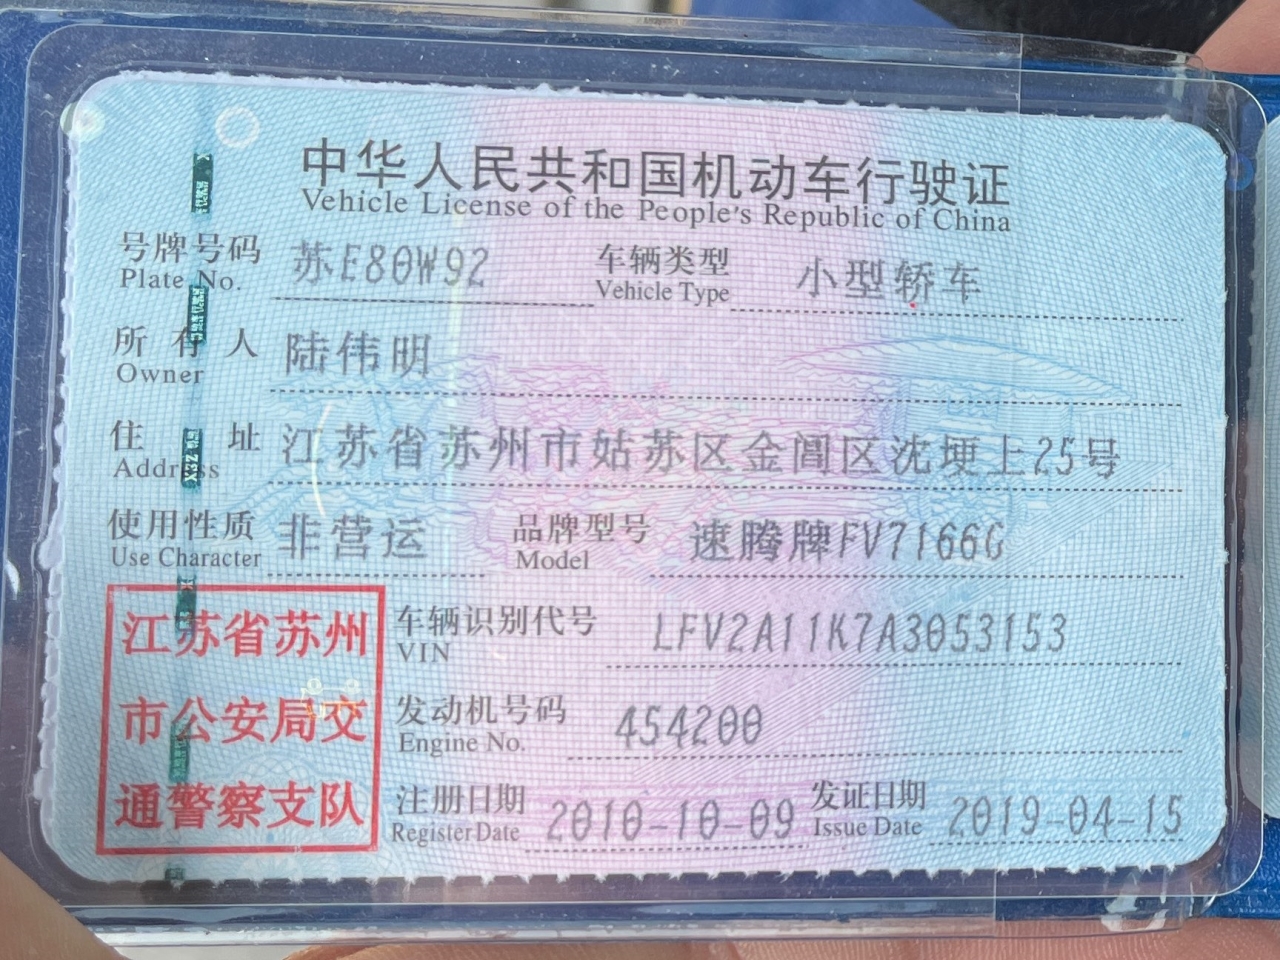 中华人民共和国机动车行驶证
Vehicle License of the People's Republic of China
号牌号码 苏E80W92 车辆类型 小型轿车
Plate No. Vehicle Type
所有人 陆伟明
Owner
住址 江苏省苏州市姑苏区金阊区沈埂上25号
Address
使用性质 非营运 品牌型号 速腾牌FV7166G
Use Character Model
江苏省苏州
市公安局交
通警察支队
车辆识别代号 LFV2A11K7A3053153
VIN
发动机号码 454200
Engine No.
注册日期 2010-10-09 发证日期 2019-04-15
Register Date Issue Date